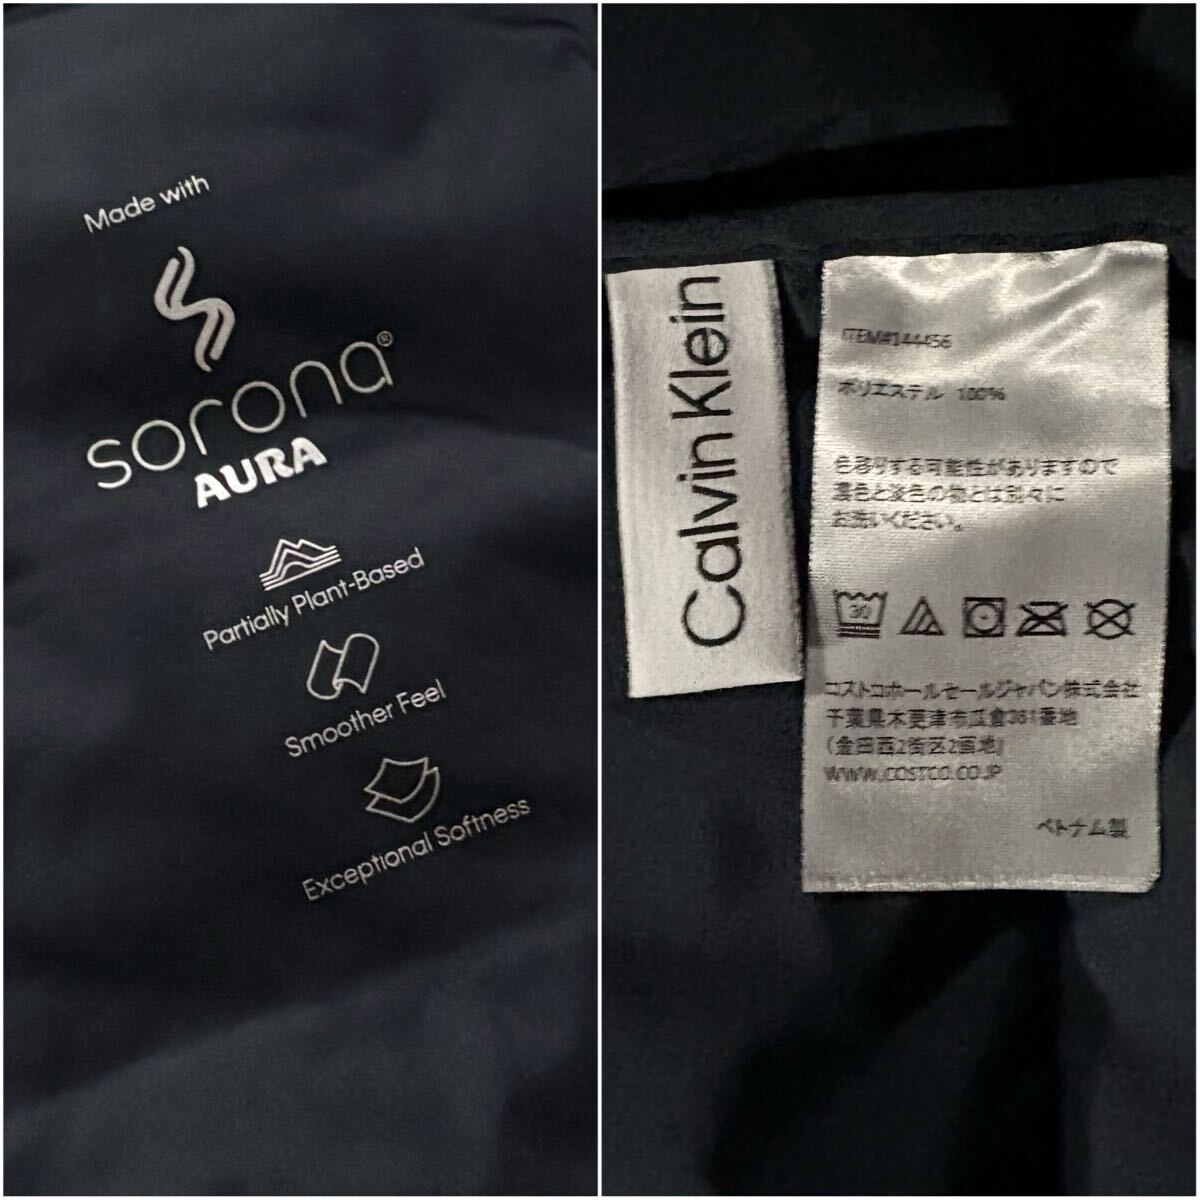 Made with
sorona®
AURA
Partially Plant-Based
Smoother Feel
Exceptional Softness
Calvin Klein
ITEM#144456
ポリエステル 100%
色移りする可能性がありますので
濃色と淡色の物とは別々に
お洗いください。
30
コストコホールセールジャパン株式会社
千葉県木更津市瓜倉361番地
(金田西2街区2画地)
WWW.COSTCO.CO.JP
ベトナム製